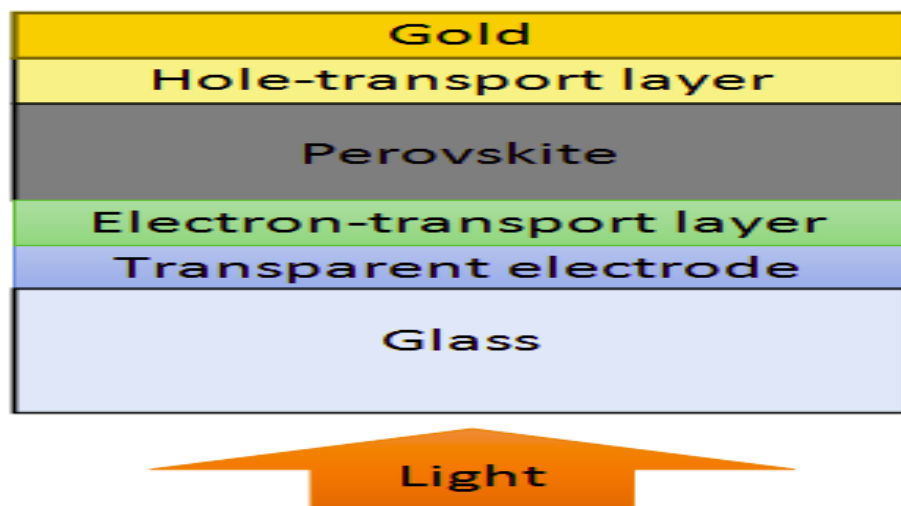 Gold
Hole-transport layer
Perovskite
Electron-transport layer
Transparent electrode
Glass
Light